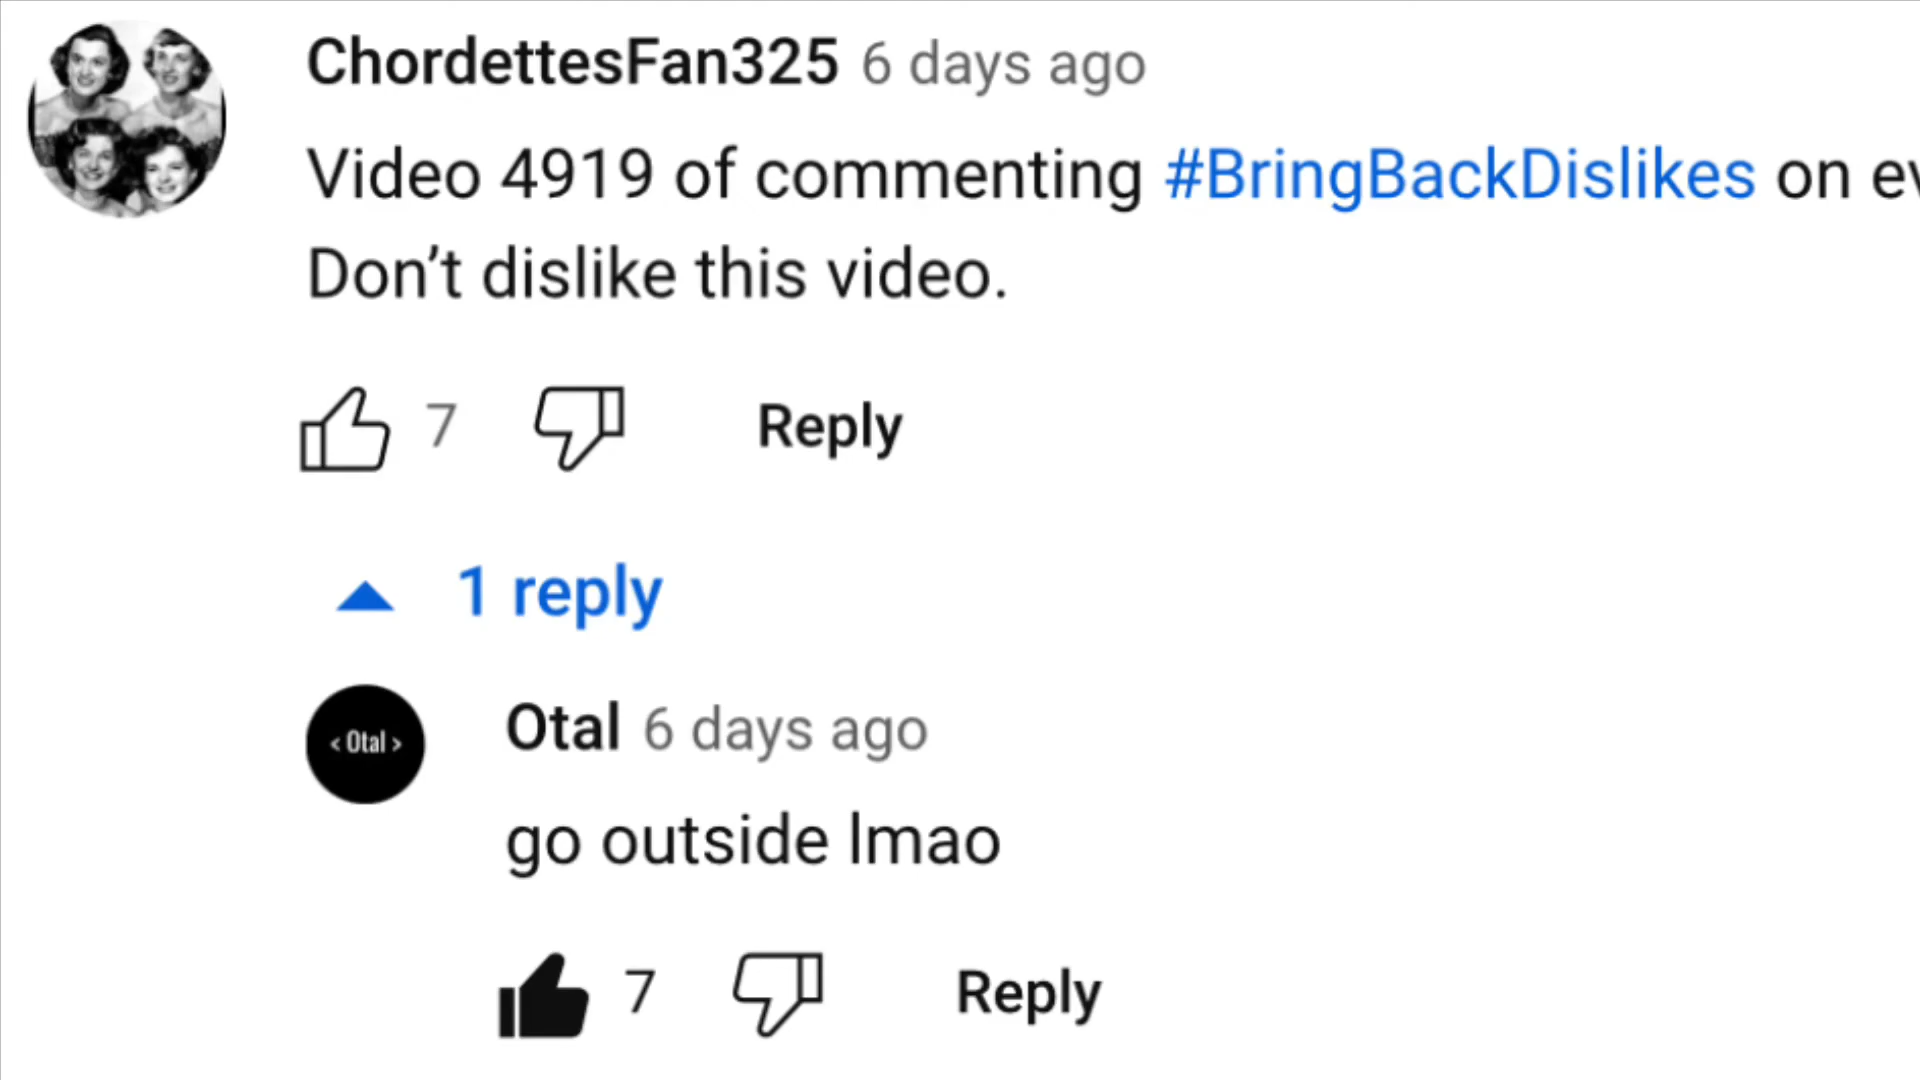 ChordettesFan325 6 days ago
Video 4919 of commenting #BringBackDislikes on
Don’t dislike this video.
7 Reply
1 reply
< Otal >
Otal 6 days ago
go outside lmao
7 Reply